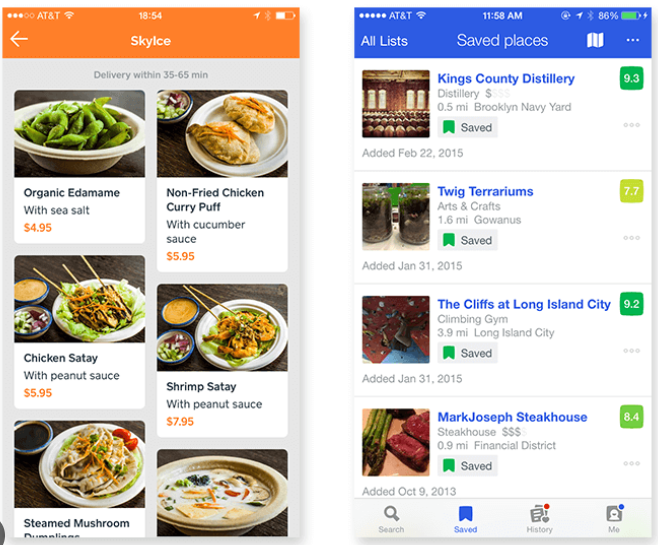 AT&T 18:54
SkyIce
Delivery within 35-65 min
Organic Edamame
With sea salt
$4.95
Non-Fried Chicken
Curry Puff
With cucumber
sauce
$5.95
Chicken Satay
With peanut sauce
$5.95
Shrimp Satay
With peanut sauce
$7.95
Steamed Mushroom
Dumplings
AT&T 11:58 AM 86%
All Lists Saved places
Kings County Distillery 9.3
Distillery $$$$
0.5 mi Brooklyn Navy Yard
Saved
Added Feb 22, 2015
Twig Terrariums 7.7
Arts & Crafts
1.6 mi Gowanus
Saved
Added Jan 31, 2015
The Cliffs at Long Island City 9.2
Climbing Gym
3.9 mi Long Island City
Saved
Added Jan 31, 2015
MarkJoseph Steakhouse 8.4
Steakhouse $$$$
0.9 mi Financial District
Saved
Added Oct 9, 2013
Search Saved History Me